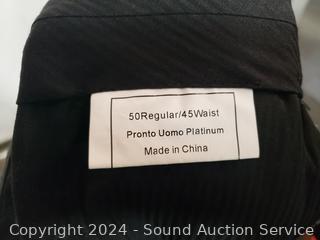 50Regular/45Waist
Pronto Uomo Platinum
Made in China
Copyright 2024 - Sound Auction Service